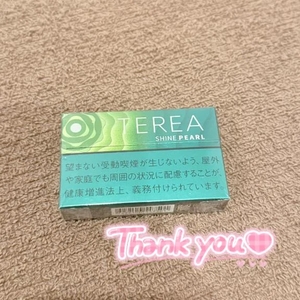 TEREA
SHINE PEARL
望まない受動喫煙が生じないよう、屋外
や家庭でも周囲の状況に配慮することが、
健康増進法上、義務付けられています。
Thank you